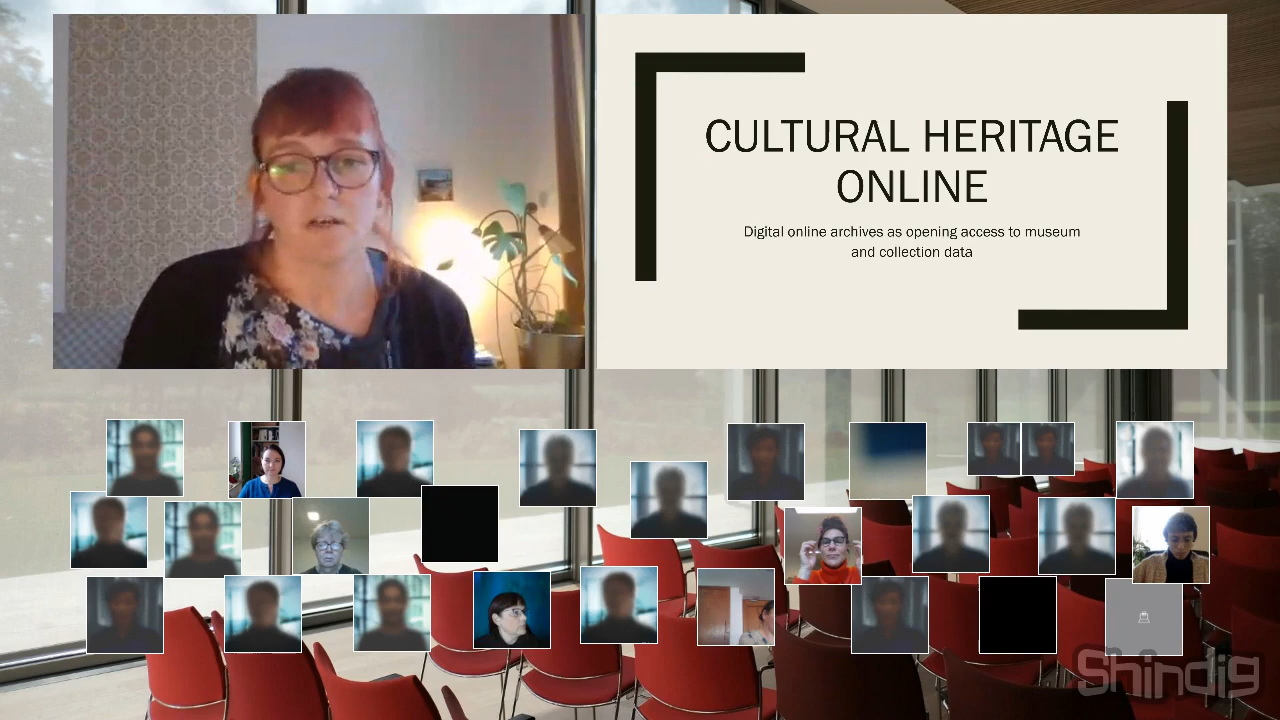 CULTURAL HERITAGE
ONLINE
Digital online archives as opening access to museum
and collection data
Shindig